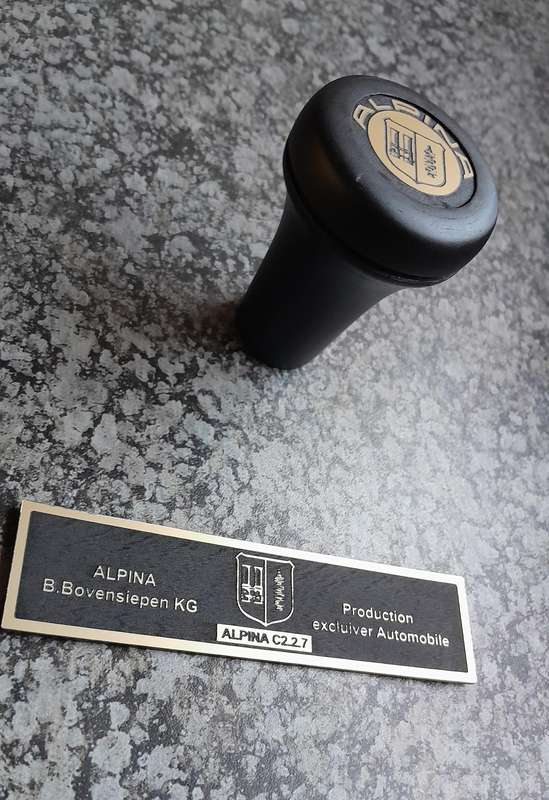 ALPINA
ALPINA
B.Bovensiepen KG
ALPINA C2.2.7
Production
excluiver Automobile